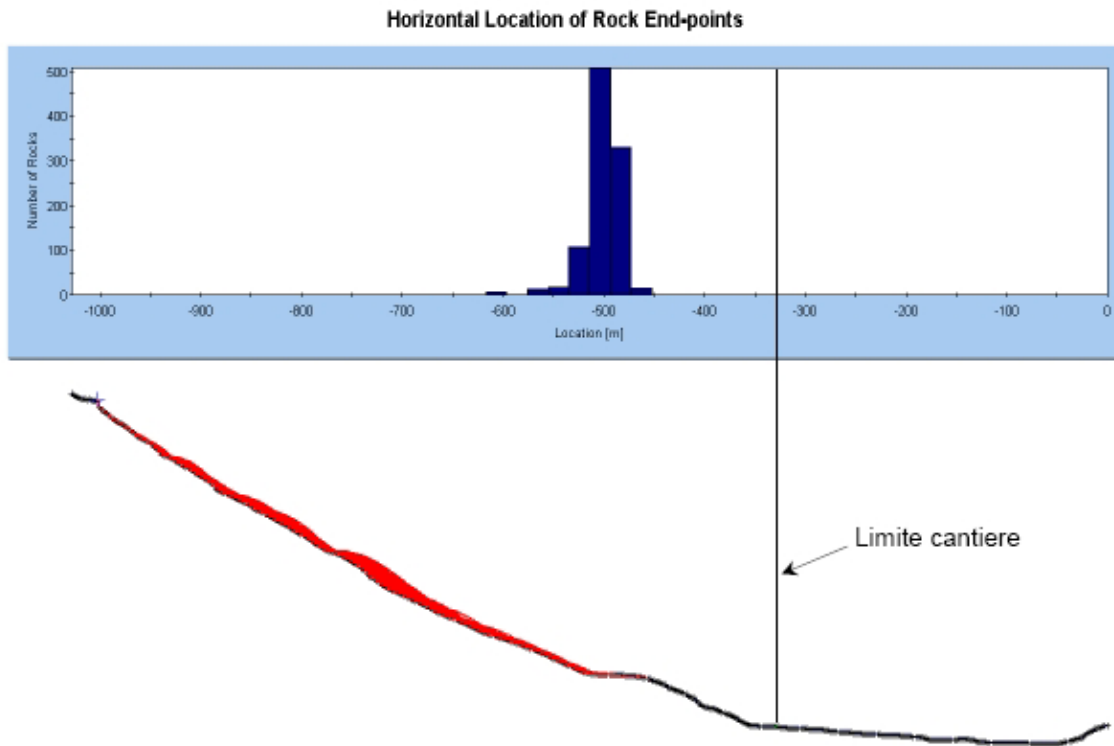 Horizontal Location of Rock End-points
Number of Rocks
500
400
300
200
100
0
-1000 -900 -800 -700 -600 -500 -400 -300 -200 -100 0
Location [m]
Limite cantiere